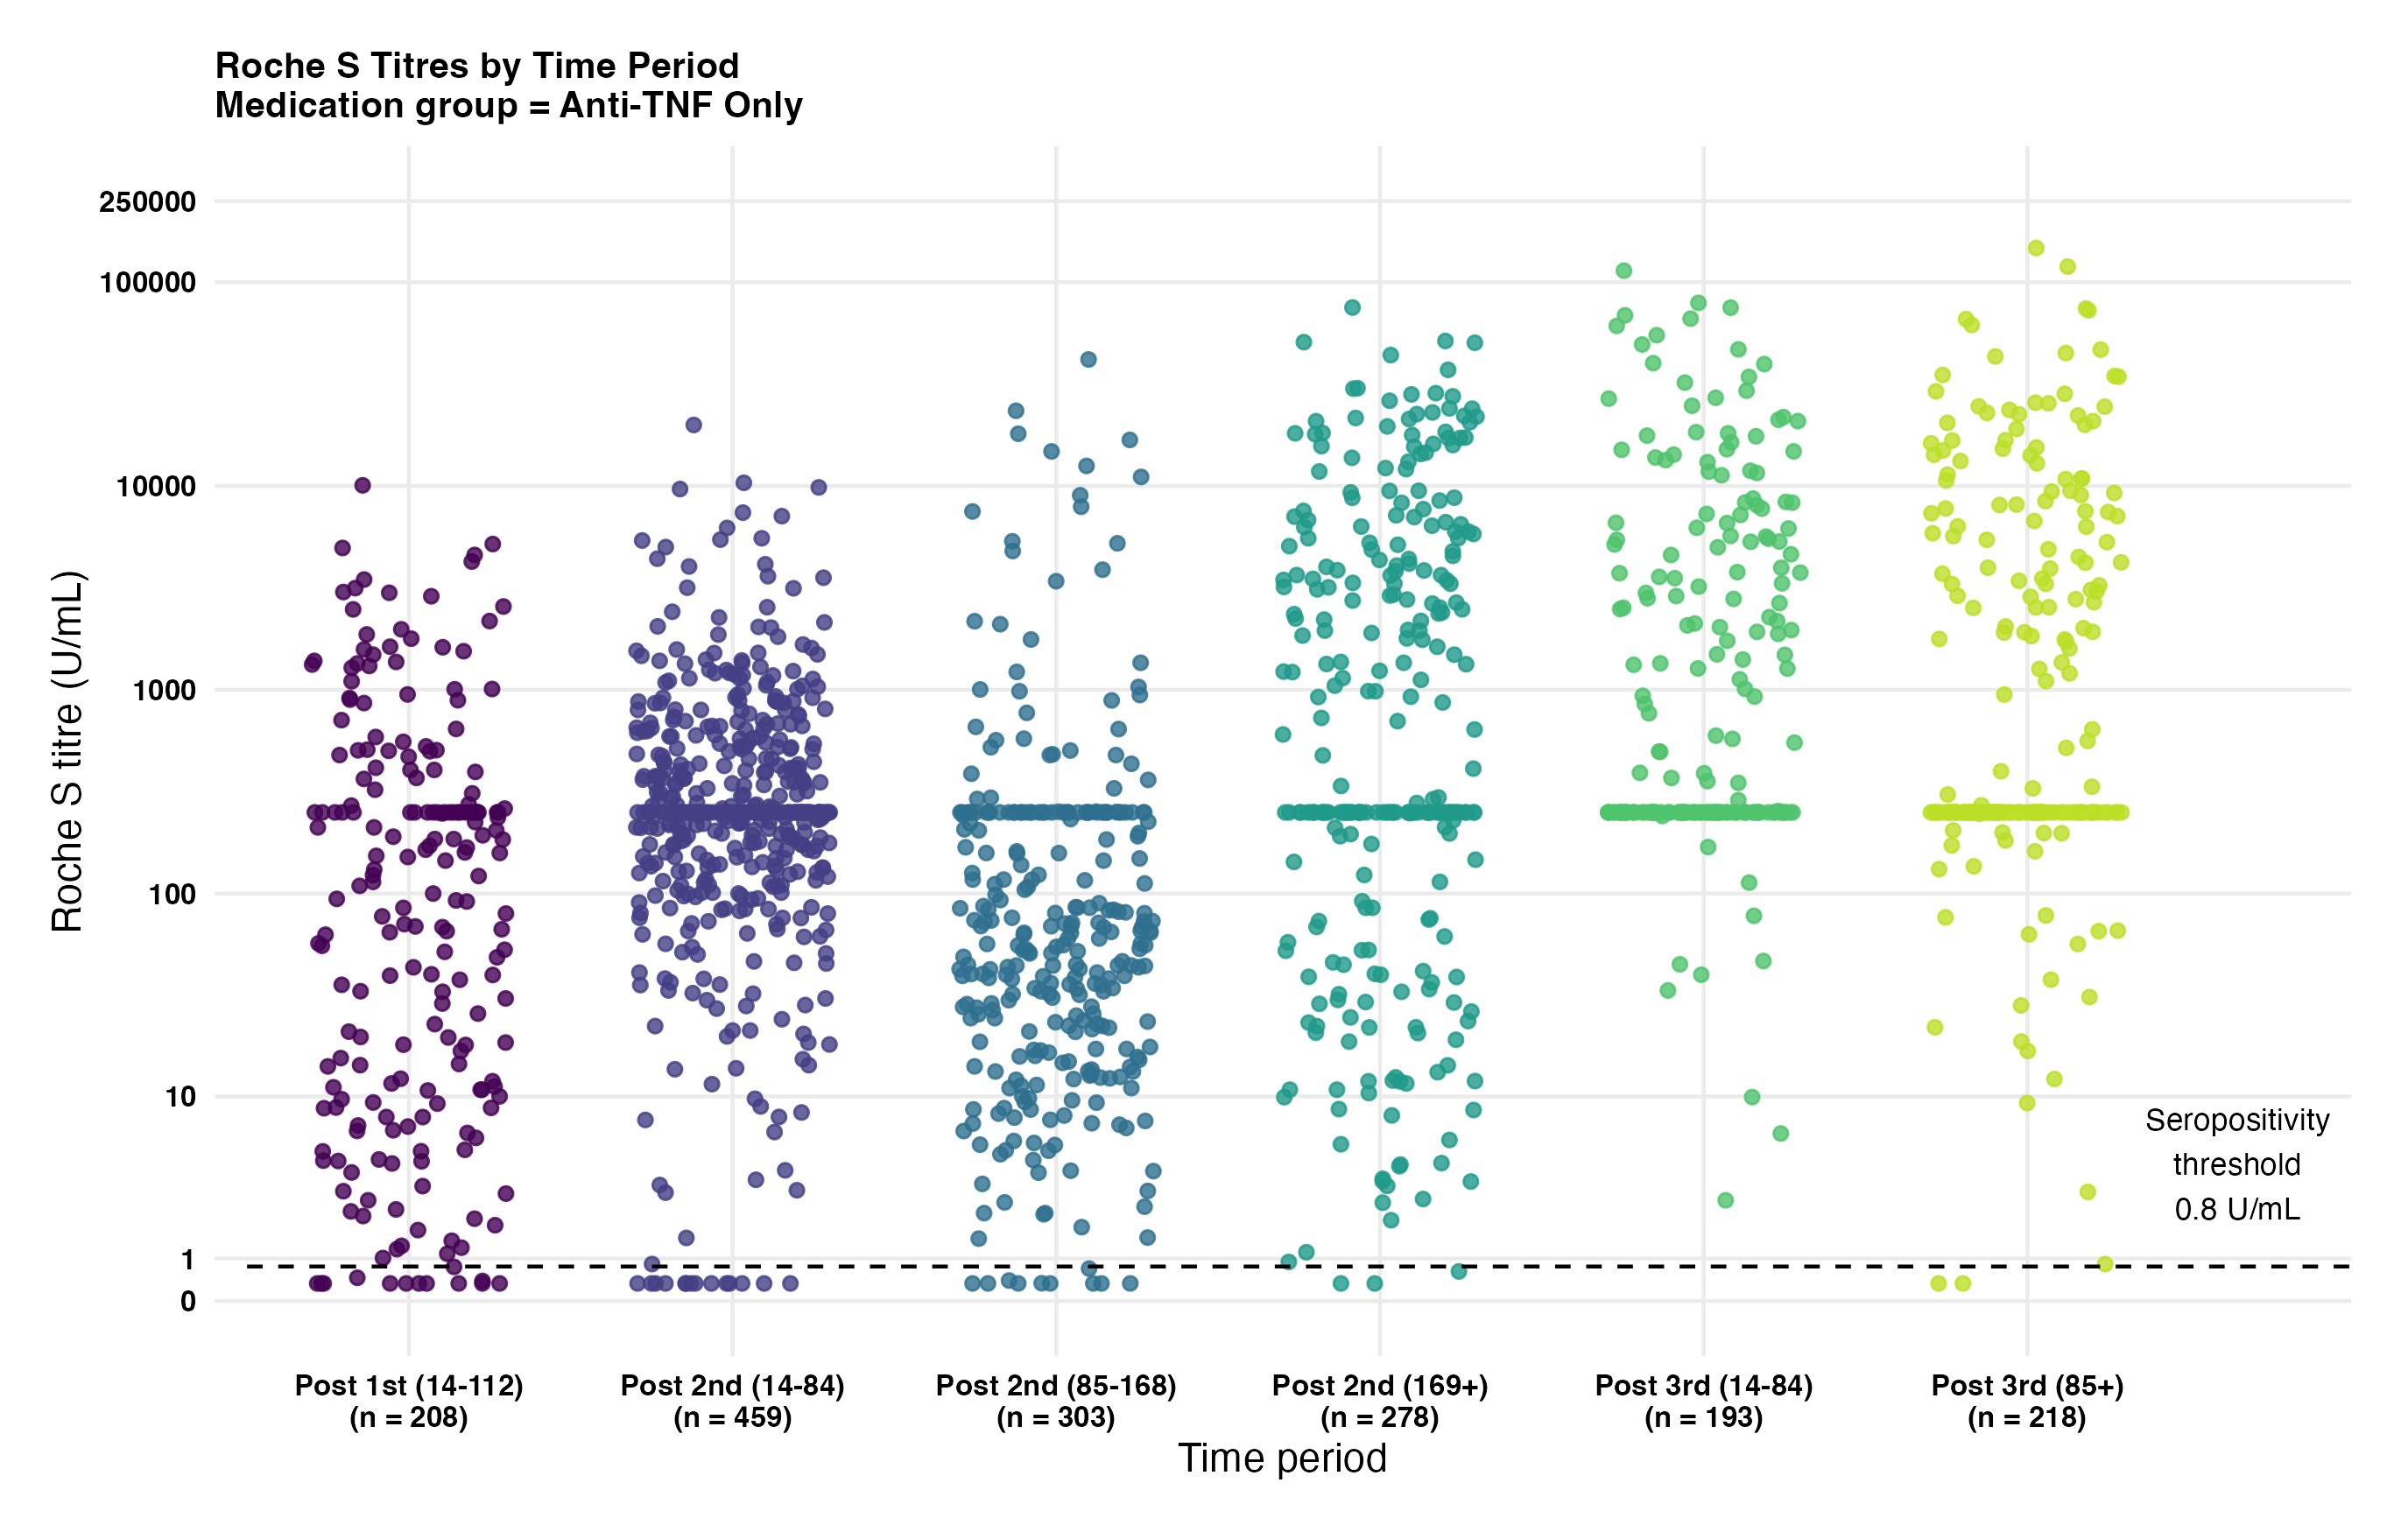 Roche S Titres by Time Period
Medication group = Anti-TNF Only
Roche S titre (U/mL)
250000
100000
10000
1000
100
10
1
0
Seropositivity
threshold
0.8 U/mL
Post 1st (14-112)
(n = 208)
Post 2nd (14-84)
(n = 459)
Post 2nd (85-168)
(n = 303)
Post 2nd (169+)
(n = 278)
Post 3rd (14-84)
(n = 193)
Post 3rd (85+)
(n = 218)
Time period